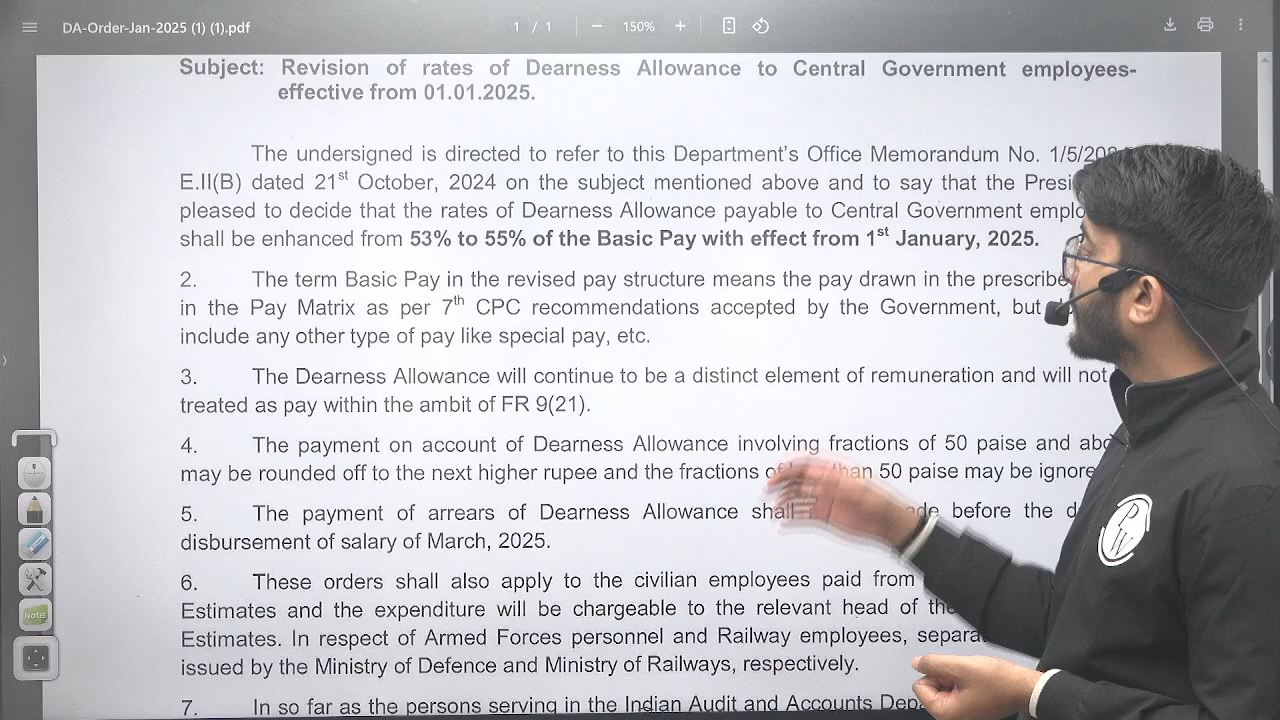 DA-Order-Jan-2025 (1) (1).pdf
1 / 1
150%
Subject: Revision of rates of Dearness Allowance to Central Government employees-
effective from 01.01.2025.
The undersigned is directed to refer to this Department's Office Memorandum No.
E.II(B) dated 21st October, 2024 on the subject mentioned above and to say that the
pleased to decide that the rates of Dearness Allowance payable to Central Government
shall be enhanced from 53% to 55% of the Basic Pay with effect from 1st January, 2025.
2. The term Basic Pay in the revised pay structure means the pay drawn in the
in the Pay Matrix as per 7th CPC recommendations accepted by the Government, but
include any other type of pay like special pay, etc.
3. The Dearness Allowance will continue to be a distinct element of remuneration and will not
treated as pay within the ambit of FR 9(21).
4. The payment on account of Dearness Allowance involving fractions of 50 paise and
may be rounded off to the next higher rupee and the fractions of than 50 paise may be
5. The payment of arrears of Dearness Allowance shall before the
disbursement of salary of March, 2025.
6. These orders shall also apply to the civilian employees paid from
Estimates and the expenditure will be chargeable to the relevant head of the
Estimates. In respect of Armed Forces personnel and Railway employees,
issued by the Ministry of Defence and Ministry of Railways, respectively.
7. In so far as the persons serving in the Indian Audit and Accounts
Note
PW